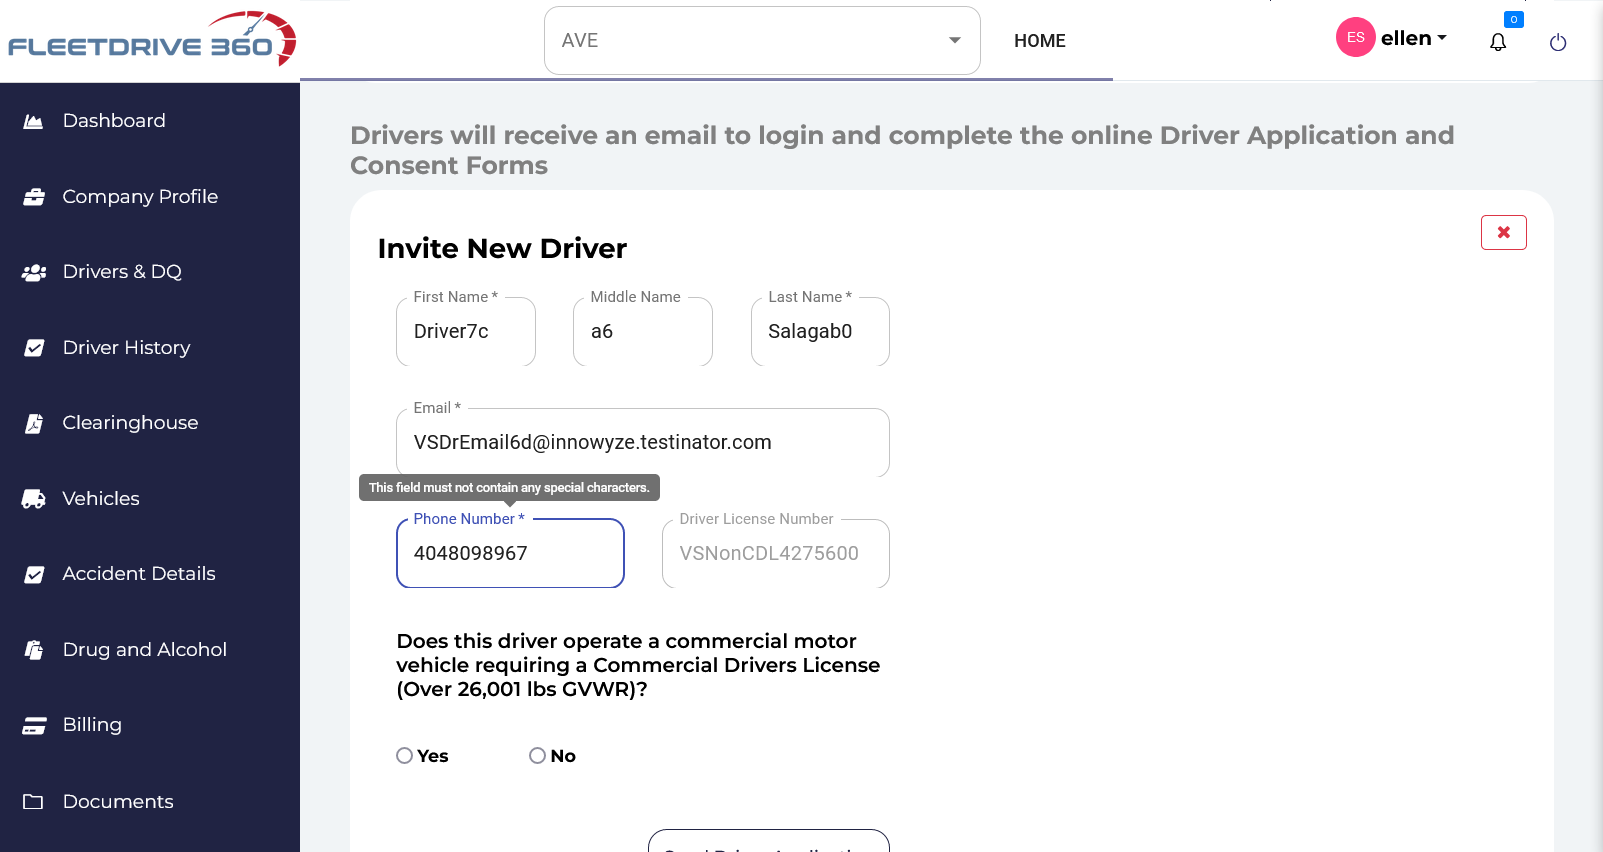 FLEETDRIVE 360
AVE
HOME
ES
ellen
0
Dashboard
Company Profile
Drivers & DQ
Driver History
Clearinghouse
Vehicles
Accident Details
Drug and Alcohol
Billing
Documents
Drivers will receive an email to login and complete the online Driver Application and
Consent Forms
Invite New Driver
First Name *
Driver7c
Middle Name
a6
Last Name *
Salagab0
Email *
VSDrEmail6d@innowyze.testinator.com
This field must not contain any special characters.
Phone Number *
4048098967
Driver License Number
VSNonCDL4275600
Does this driver operate a commercial motor
vehicle requiring a Commercial Drivers License
(Over 26,001 lbs GVWR)?
Yes
No